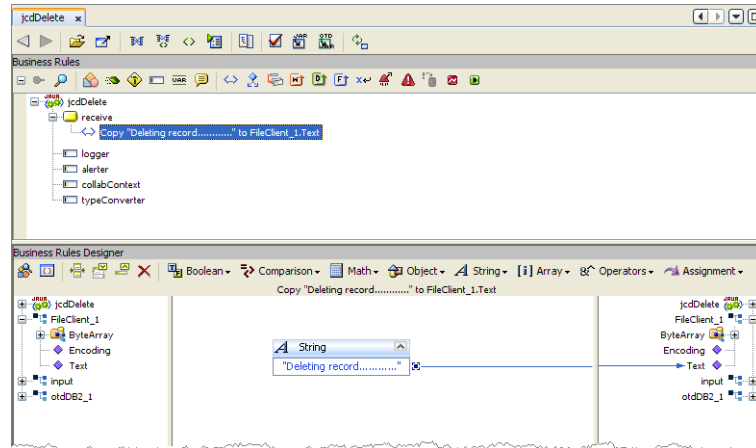 jcdDelete x
Business Rules
VAR
JAVA
jcdDelete
receive
Copy "Deleting record............" to FileClient_1.Text
logger
alerter
collabContext
typeConverter
Business Rules Designer
Boolean Comparison Math Object String Array Operators Assignment
Copy "Deleting record............" to FileClient_1.Text
jcdDelete
FileClient_1
ByteArray
Encoding
Text
input
otdDB2_1
String
"Deleting record............"
jcdDelete
FileClient_1
ByteArray
Encoding
Text
input
otdDB2_1